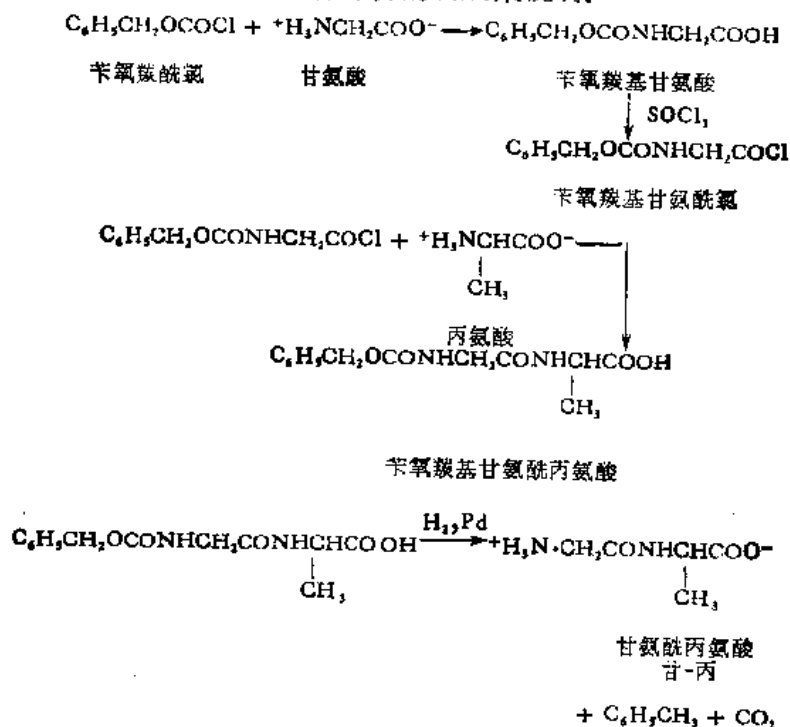 C₆H₅CH₂OCOCl + ⁺H₃NCH₂COO⁻ ⟶ C₆H₅CH₂OCONHCH₂COOH
苄氧羰酰氯 甘氨酸 苄氧羰基甘氨酸
SOCl₂
C₆H₅CH₂OCONHCH₂COCl
苄氧羰基甘氨酰氯
C₆H₅CH₂OCONHCH₂COCl + ⁺H₃NCHCOO⁻
CH₃
丙氨酸
C₆H₅CH₂OCONHCH₂CONHCHCOOH
CH₃
苄氧羰基甘氨酰丙氨酸
H₂,Pd
C₆H₅CH₂OCONHCH₂CONHCHCOOH ⟶ ⁺H₃N·CH₂CONHCHCOO⁻
CH₃ CH₃
甘氨酰丙氨酸
甘-丙
+ C₆H₅CH₃ + CO₂